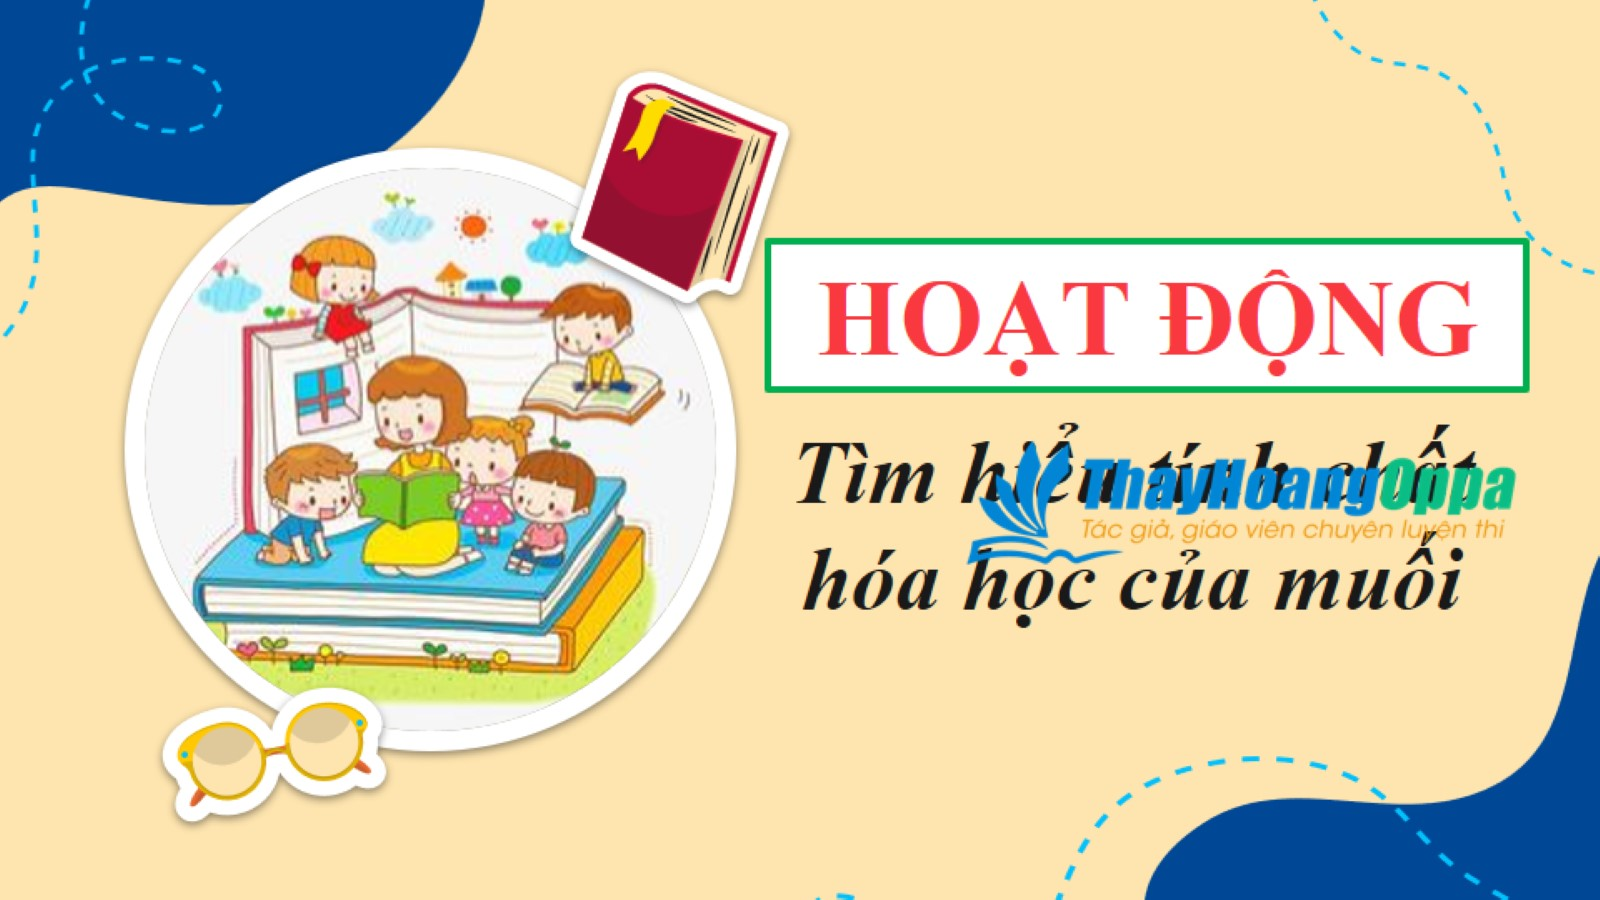 HOẠT ĐỘNG
Tìm hiểu tính chất
ThayHoangOppa
Tác giả, giáo viên chuyên luyện thi
hóa học của muối